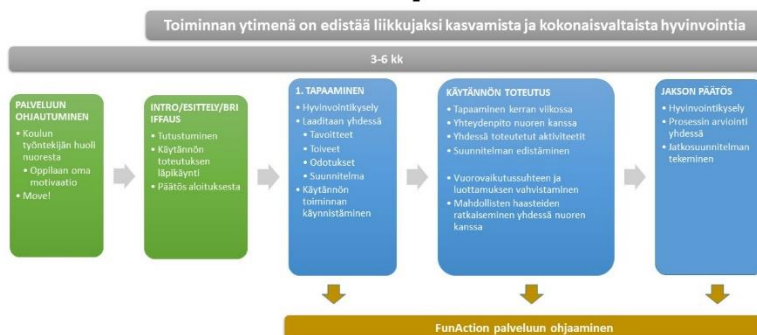 Toiminnan ytimenä on edistää liikkujaksi kasvamista ja kokonaisvaltaista hyvinvointia
3-6 kk
PALVELUUN
OHJAUTUMINEN
• Koulun
työntekijän huoli
nuoresta
• Oppilaan oma
motivaatio
• Move!
INTRO/ESITTELY/BRI
IFFAUS
• Tutustuminen
• Käytännön
toteutuksen
läpikäynti
• Päätös aloituksesta
1. TAPAAMINEN
• Hyvinvointikysely
• Laaditaan yhdessä
• Tavoitteet
• Toiveet
• Odotukset
• Suunnitelma
• Käytännön
toiminnan
käynnistäminen
KÄYTÄNNÖN TOTEUTUS
• Tapaaminen kerran viikossa
• Yhteydenpito nuoren kanssa
• Yhdessä toteutetut aktiviteetit
• Suunnitelman edistäminen
• Vuorovaikutussuhteen ja
luottamuksen vahvistaminen
• Mahdollisten haasteiden
ratkaiseminen yhdessä nuoren
kanssa
JAKSON PÄÄTÖS
• Hyvinvointikysely
• Prosessin arviointi
yhdessä
• Jatkosuunnitelman
tekeminen
FunAction palveluun ohjaaminen